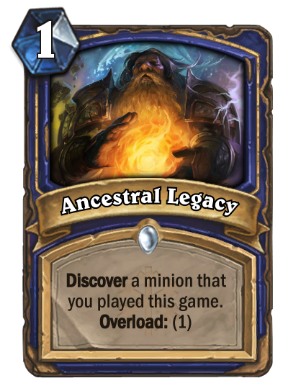 1
Ancestral Legacy
Discover a minion that
you played this game.
Overload: (1)